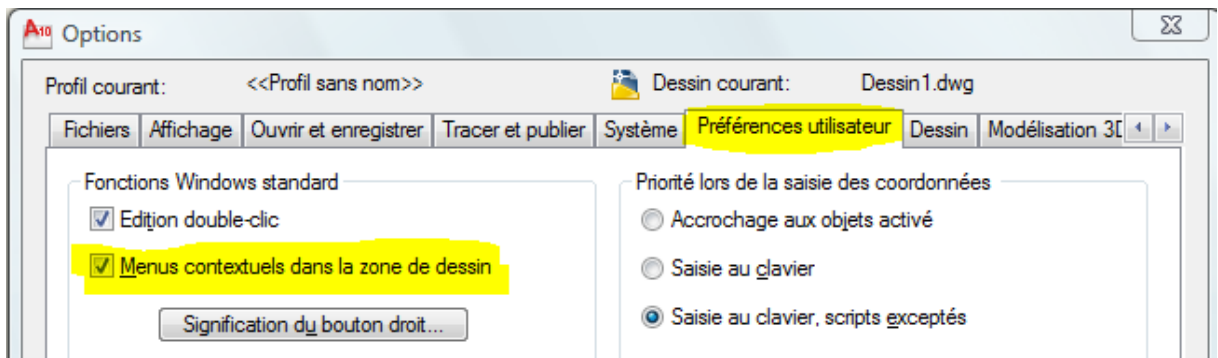 A10 Options
Profil courant: <<Profil sans nom>> Dessin courant: Dessin1.dwg
Fichiers Affichage Ouvrir et enregistrer Tracer et publier Système Préférences utilisateur Dessin Modélisation 3D
Fonctions Windows standard
Edition double-clic
Menus contextuels dans la zone de dessin
Signification du bouton droit...
Priorité lors de la saisie des coordonnées
Accrochage aux objets activé
Saisie au clavier
Saisie au clavier, scripts exceptés